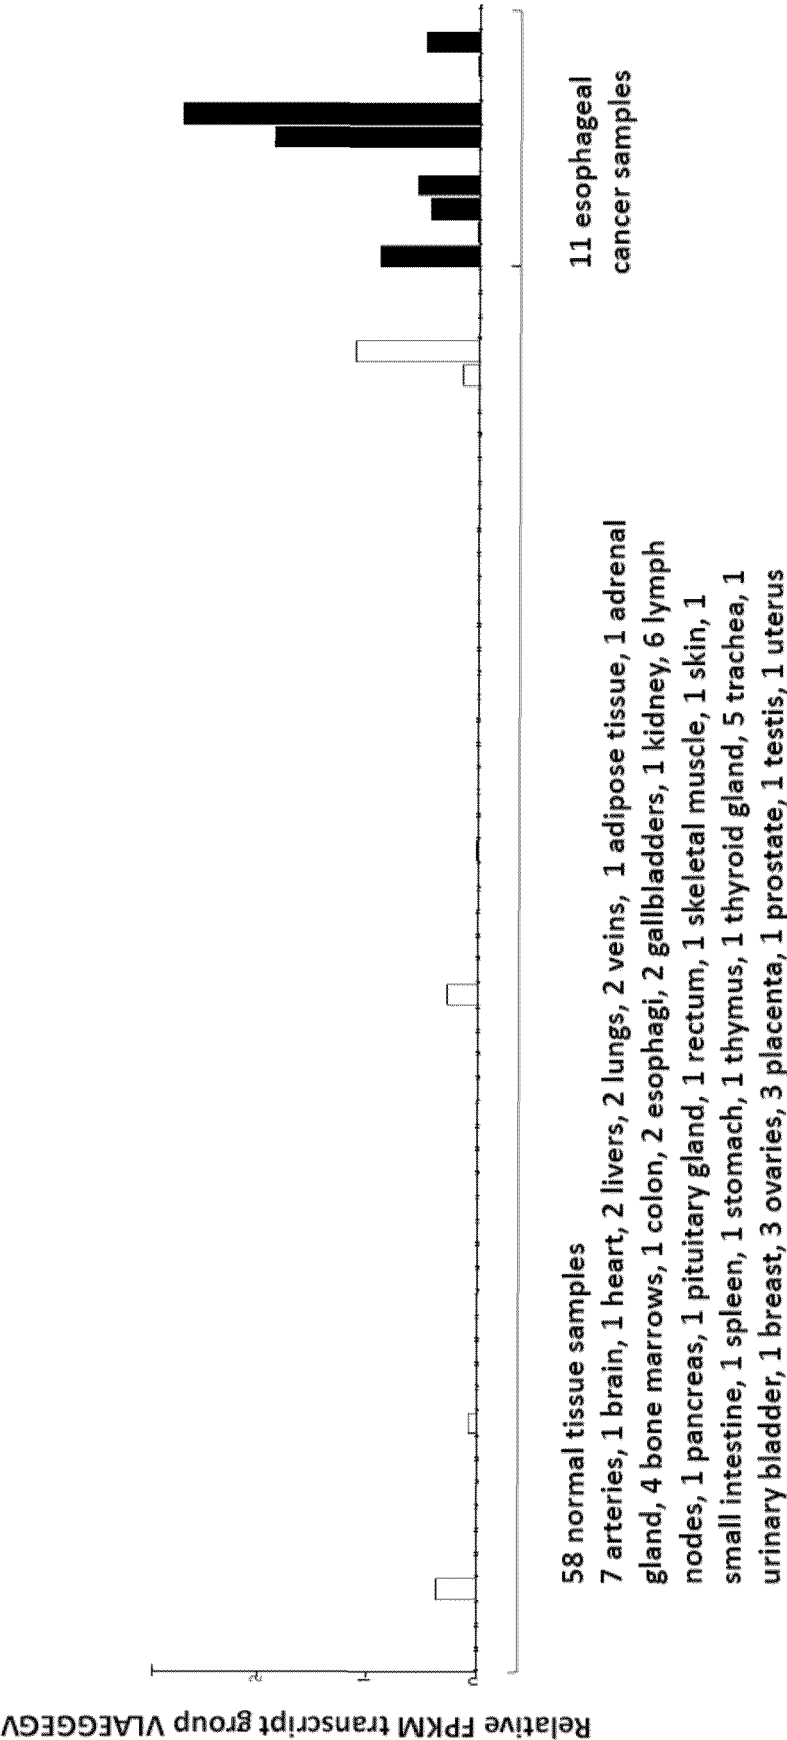 Relative FPKM transcript group VLAEGGEGV
2
1
0
58 normal tissue samples
7 arteries, 1 brain, 1 heart, 2 livers, 2 lungs, 2 veins, 1 adipose tissue, 1 adrenal
gland, 4 bone marrows, 1 colon, 2 esophagi, 2 gallbladders, 1 kidney, 6 lymph
nodes, 1 pancreas, 1 pituitary gland, 1 rectum, 1 skeletal muscle, 1 skin, 1
small intestine, 1 spleen, 1 stomach, 1 thymus, 1 thyroid gland, 5 trachea, 1
urinary bladder, 1 breast, 3 ovaries, 3 placenta, 1 prostate, 1 testis, 1 uterus
11 esophageal
cancer samples